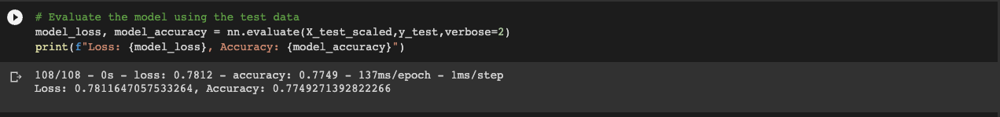 # Evaluate the model using the test data
model_loss, model_accuracy = nn.evaluate(X_test_scaled,y_test,verbose=2)
print(f"Loss: {model_loss}, Accuracy: {model_accuracy}")
108/108 - 0s - loss: 0.7812 - accuracy: 0.7749 - 137ms/epoch - 1ms/step
Loss: 0.7811647057533264, Accuracy: 0.7749271392822266